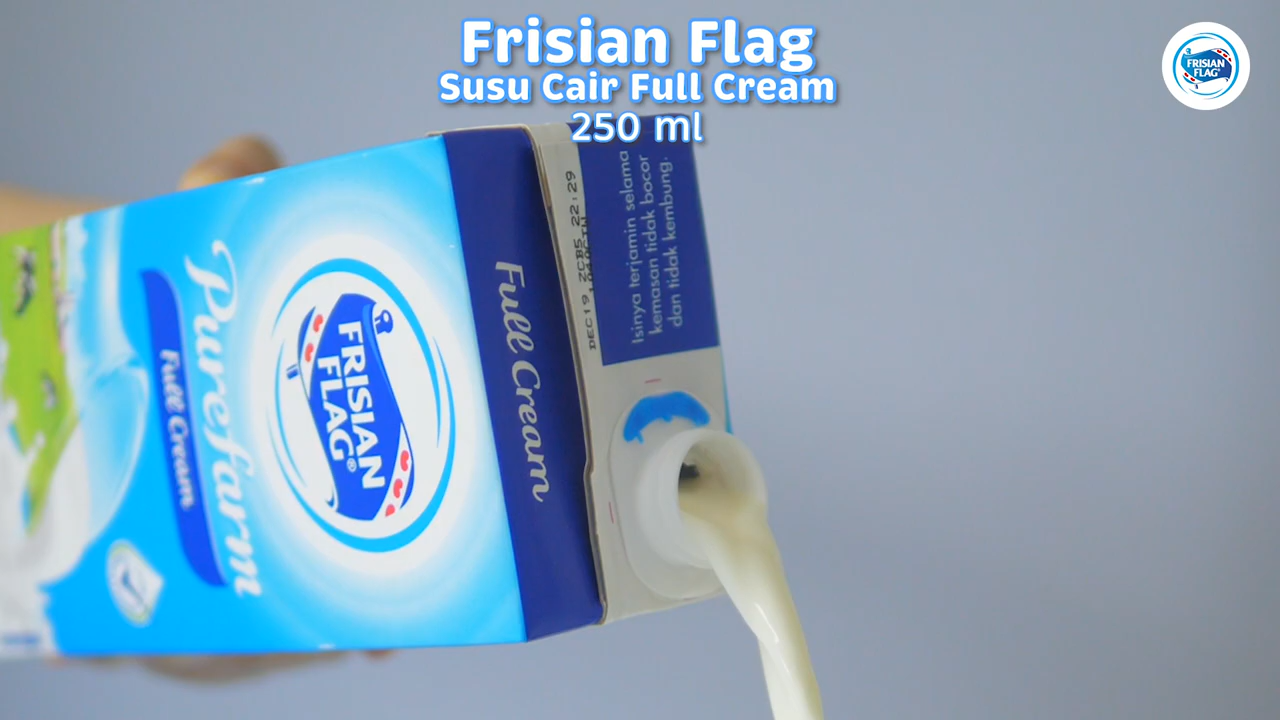 Frisian Flag
Susu Cair Full Cream
250 ml
FRISIAN
FLAG
Purefarm
Full Cream
FRISIAN
FLAG®
Full Cream
DEC19 ZCB5 22:29
Isinya terjamin selama
kemasan tidak bocor
dan tidak kembung.